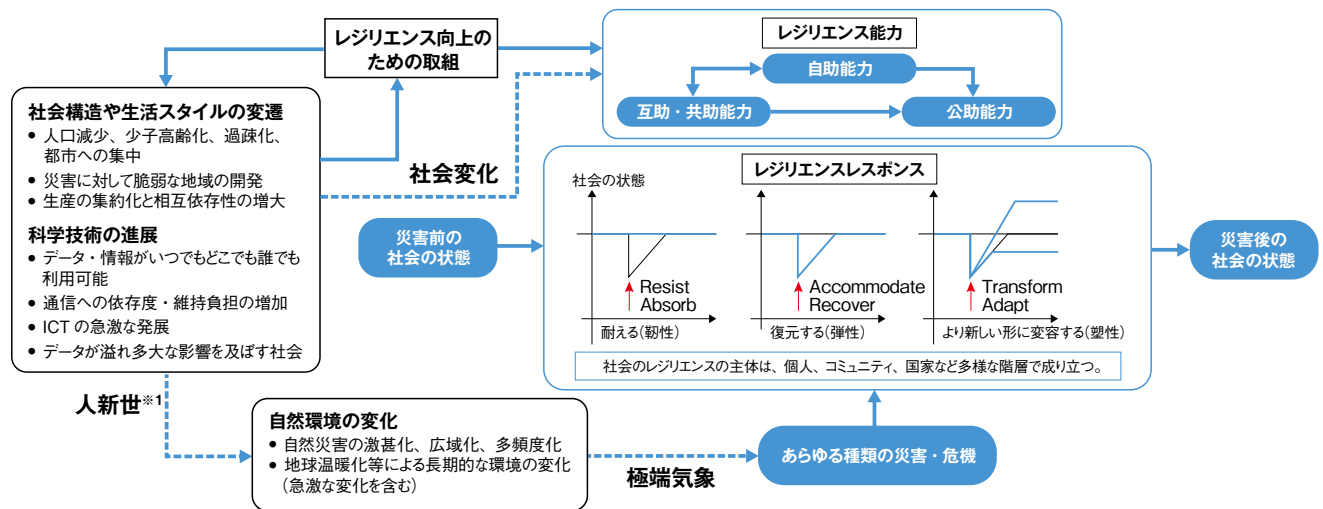 レジリエンス向上の
ための取組
レジリエンス能力
自助能力
互助・共助能力
公助能力
社会構造や生活スタイルの変遷
• 人口減少、少子高齢化、過疎化、
都市への集中
• 災害に対して脆弱な地域の開発
• 生産の集約化と相互依存性の増大
科学技術の進展
• データ・情報がいつでもどこでも誰でも
利用可能
• 通信への依存度・維持負担の増加
• ICT の急激な発展
• データが溢れ多大な影響を及ぼす社会
社会変化
災害前の
社会の状態
レジリエンスレスポンス
社会の状態
Resist
Absorb
耐える(靭性)
Accommodate
Recover
復元する(弾性)
Transform
Adapt
より新しい形に変容する(塑性)
社会のレジリエンスの主体は、個人、コミュニティ、国家など多様な階層で成り立つ。
災害後の
社会の状態
人新世※1
自然環境の変化
• 自然災害の激甚化、広域化、多頻度化
• 地球温暖化等による長期的な環境の変化
(急激な変化を含む)
極端気象
あらゆる種類の災害・危機